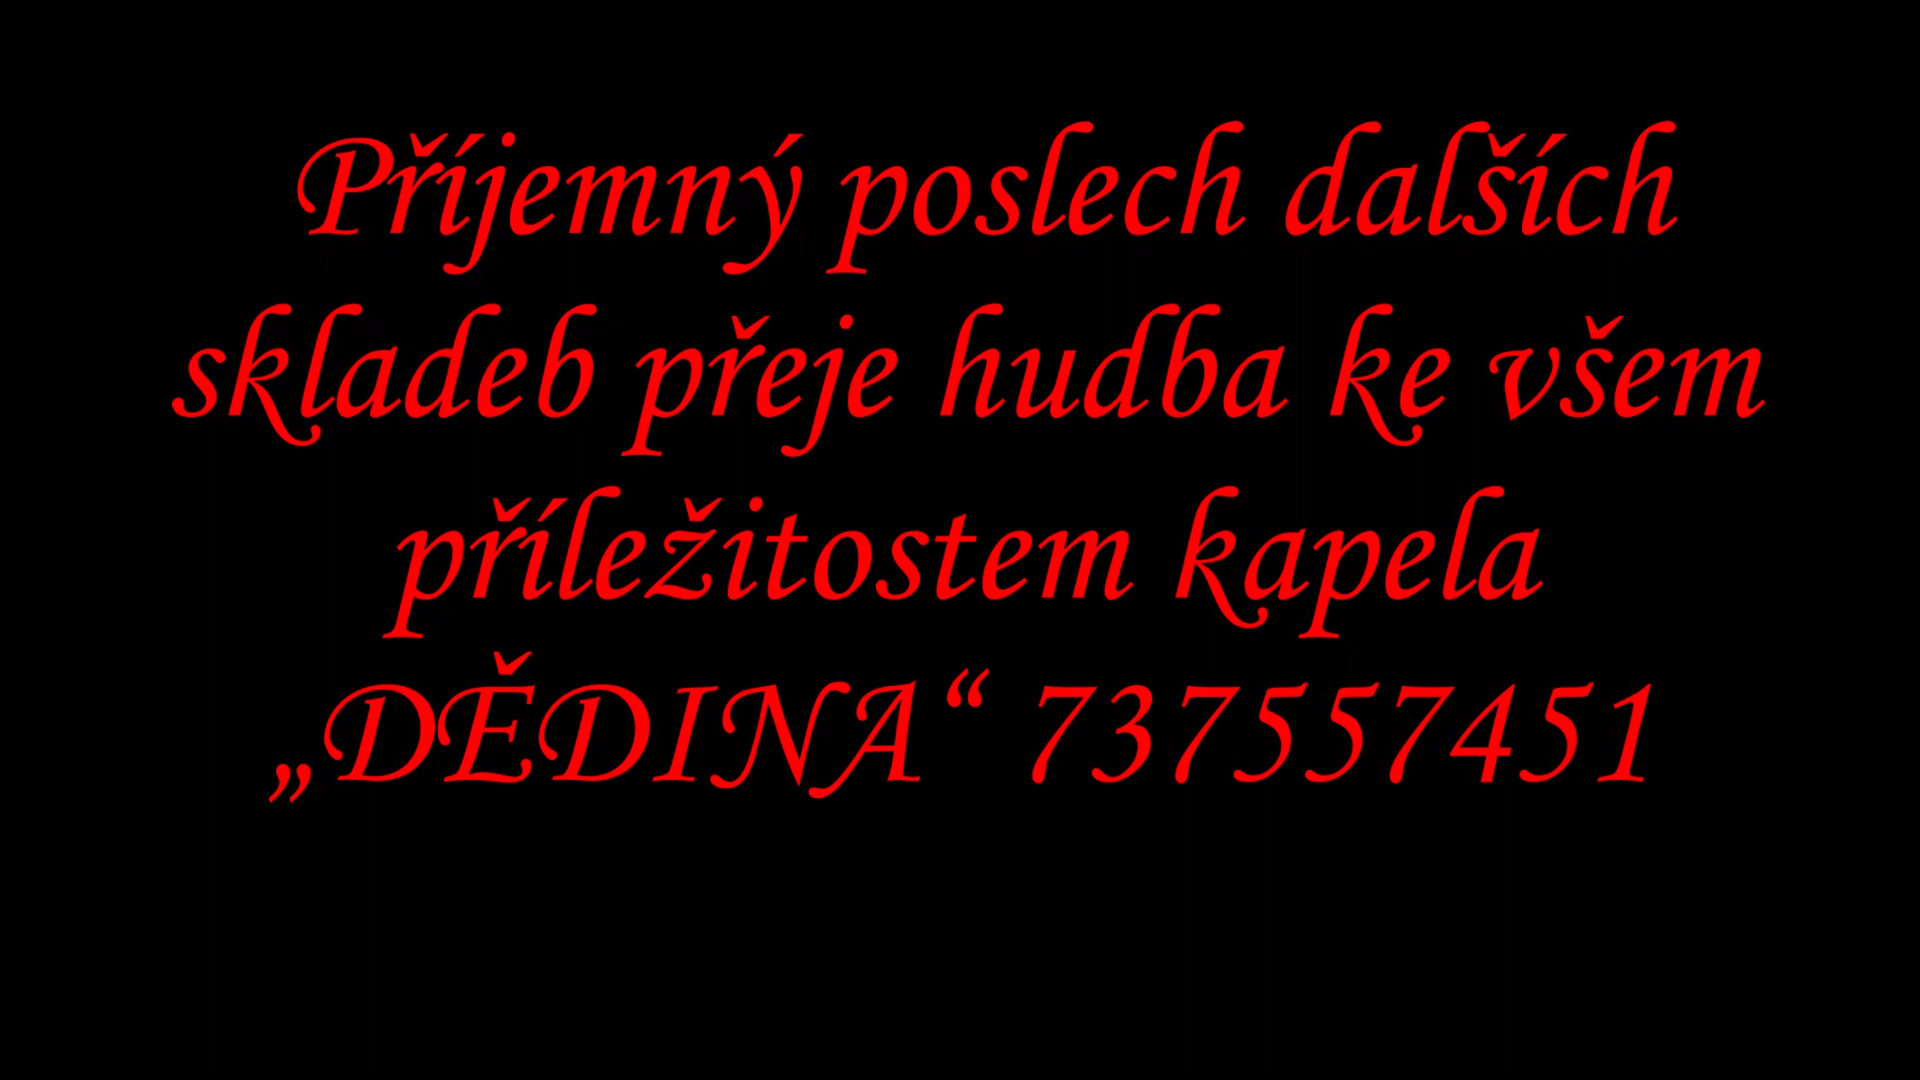 Příjemný poslech dalších
skladeb přeje hudba ke všem
příležitostem kapela
„DĚDINA“ 737557451